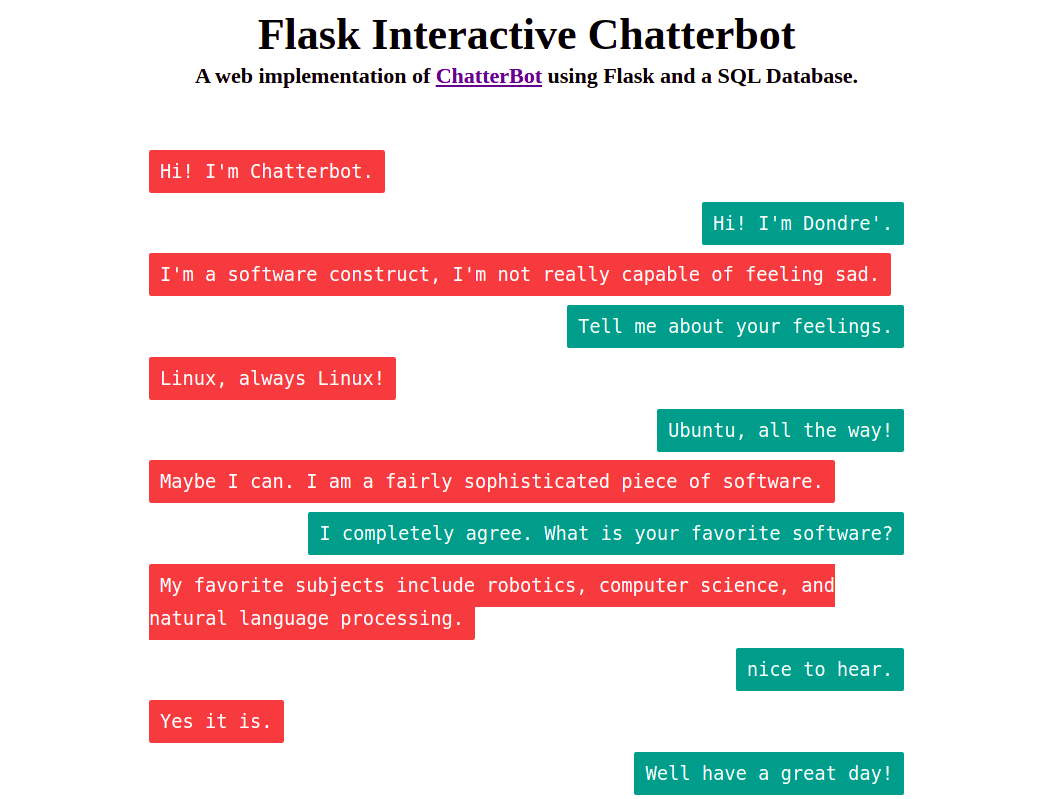 Flask Interactive Chatterbot
A web implementation of ChatterBot using Flask and a SQL Database.
Hi! I'm Chatterbot.
Hi! I'm Dondre'.
I'm a software construct, I'm not really capable of feeling sad.
Tell me about your feelings.
Linux, always Linux!
Ubuntu, all the way!
Maybe I can. I am a fairly sophisticated piece of software.
I completely agree. What is your favorite software?
My favorite subjects include robotics, computer science, and
natural language processing.
nice to hear.
Yes it is.
Well have a great day!